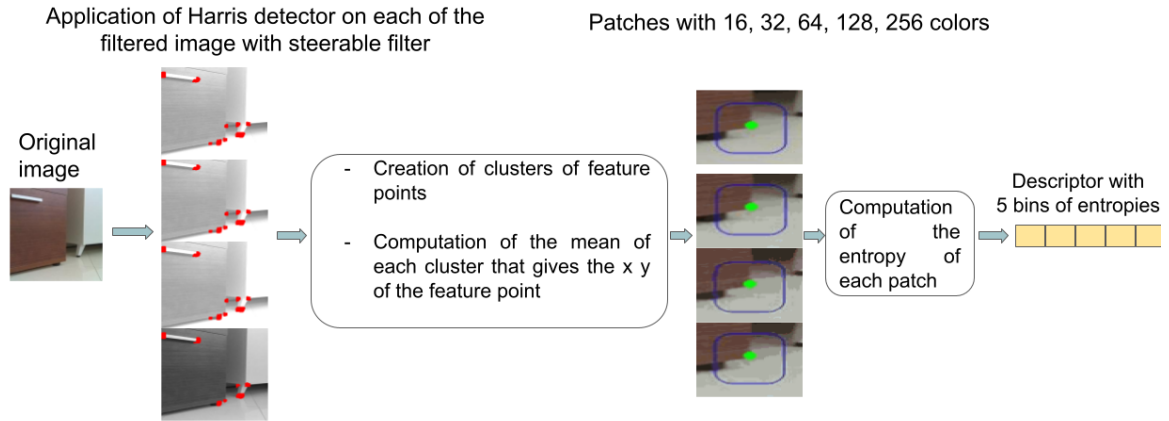 Application of Harris detector on each of the
filtered image with steerable filter
Patches with 16, 32, 64, 128, 256 colors
Original
image
- Creation of clusters of feature
points
- Computation of the mean of
each cluster that gives the x y
of the feature point
Computation
of the
entropy of
each patch
Descriptor with
5 bins of entropies